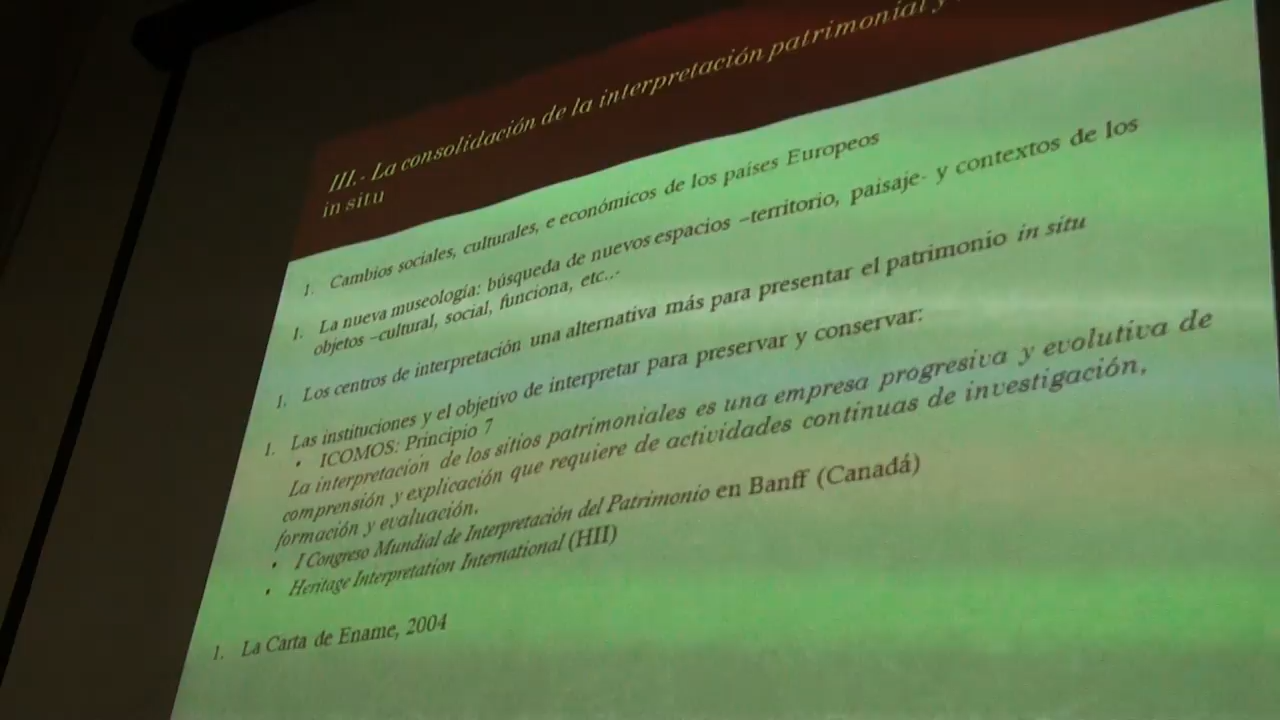 III.- La consolidación de la interpretación patrimonial y
in situ
1. Cambios sociales, culturales, e económicos de los países Europeos
1. La nueva museología: búsqueda de nuevos espacios –territorio, paisaje- y contextos de los
objetos –cultural, social, funciona, etc..-
1. Los centros de interpretación una alternativa más para presentar el patrimonio in situ
1. Las instituciones y el objetivo de interpretar para preservar y conservar:
• ICOMOS: Principio 7
La interpretación de los sitios patrimoniales es una empresa progresiva y evolutiva de
comprensión y explicación que requiere de actividades continuas de investigación,
formación y evaluación.
• I Congreso Mundial de Interpretación del Patrimonio en Banff (Canadá)
• Heritage Interpretation International (HII)
1. La Carta de Ename, 2004